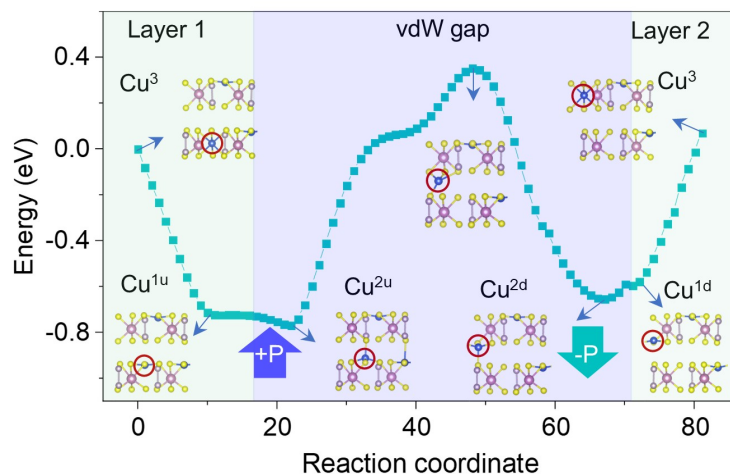 Layer 1
vdW gap
Layer 2
Cu³
Cu³
Cu¹ᵘ
Cu²ᵘ
Cu²ᵈ
Cu¹ᵈ
+P
-P
0.4
0.0
-0.4
-0.8
Energy (eV)
0
20
40
60
80
Reaction coordinate